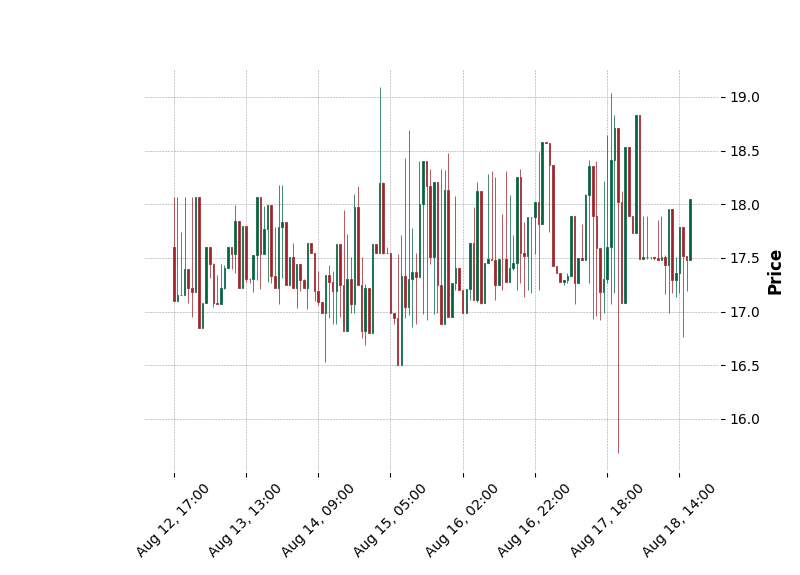 19.0
18.5
18.0
17.5
17.0
16.5
16.0
Price
Aug 12, 17:00
Aug 13, 13:00
Aug 14, 09:00
Aug 15, 05:00
Aug 16, 02:00
Aug 16, 22:00
Aug 17, 18:00
Aug 18, 14:00